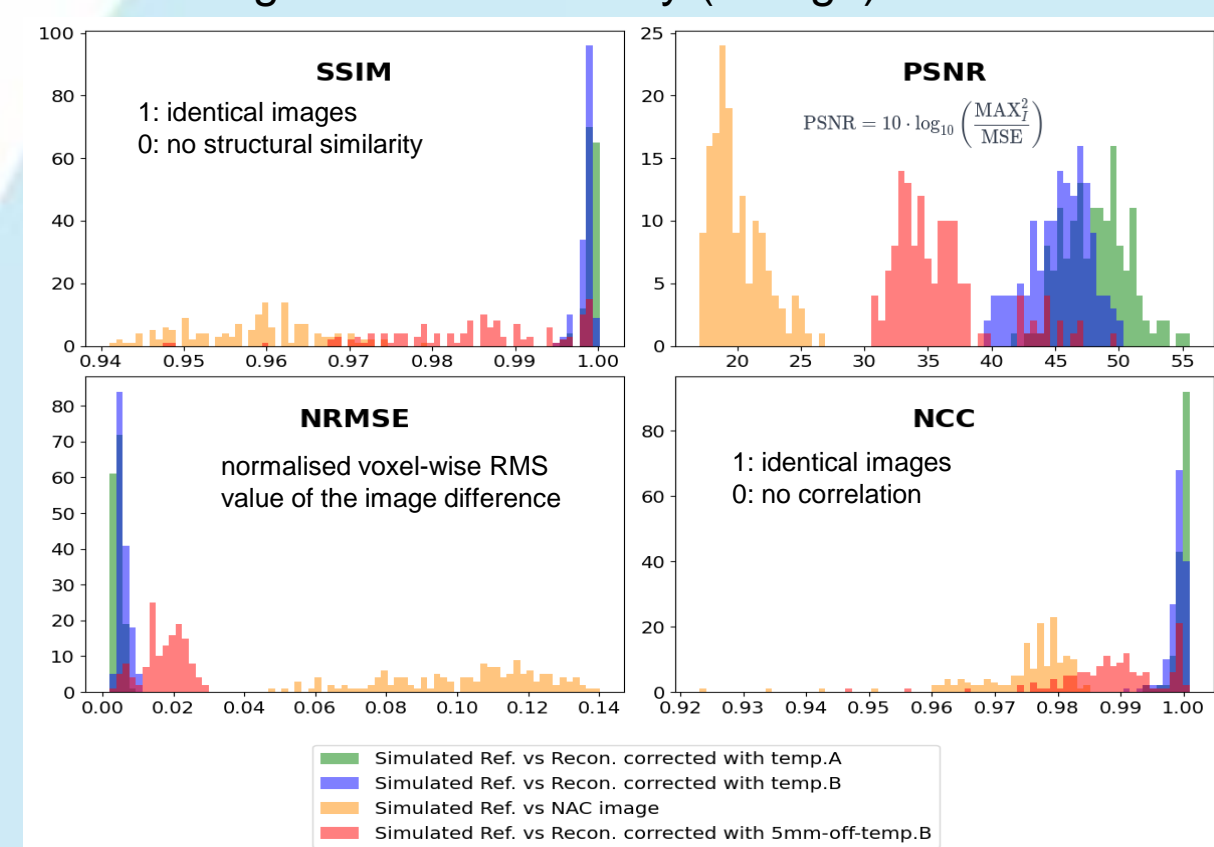 100
80
60
40
20
0
SSIM
1: identical images
0: no structural similarity
0.94 0.95 0.96 0.97 0.98 0.99 1.00
25
20
15
10
5
0
PSNR
PSNR = 10 · log₁₀ (MAX²_I / MSE)
20 25 30 35 40 45 50 55
80
70
60
50
40
30
20
10
0
NRMSE
normalised voxel-wise RMS
value of the image difference
0.00 0.02 0.04 0.06 0.08 0.10 0.12 0.14
80
60
40
20
0
NCC
1: identical images
0: no correlation
0.92 0.93 0.94 0.95 0.96 0.97 0.98 0.99 1.00
Simulated Ref. vs Recon. corrected with temp.A
Simulated Ref. vs Recon. corrected with temp.B
Simulated Ref. vs NAC image
Simulated Ref. vs Recon. corrected with 5mm-off-temp.B